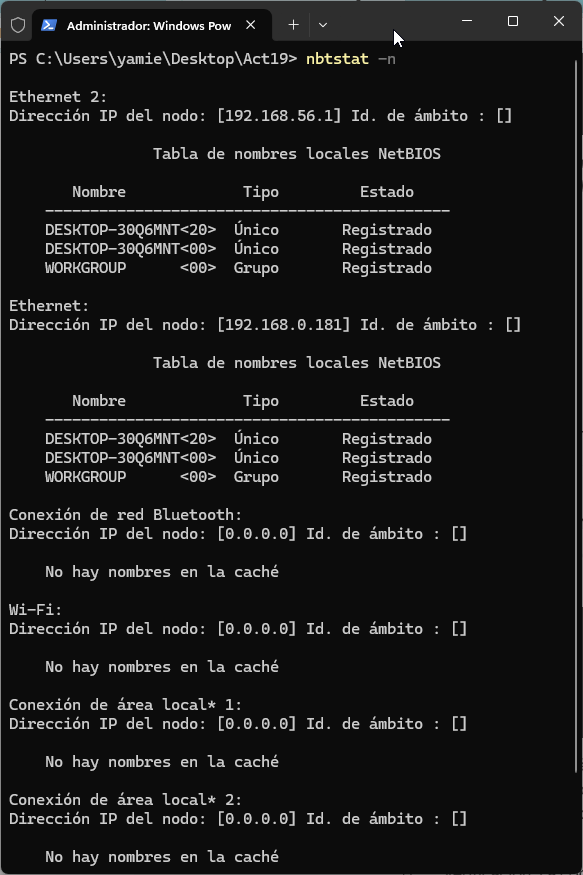 Administrador: Windows Pow
PS C:\Users\yamie\Desktop\Act19> nbtstat -n
Ethernet 2:
Dirección IP del nodo: [192.168.56.1] Id. de ámbito : []
Tabla de nombres locales NetBIOS
Nombre Tipo Estado
---------------------------------------------
DESKTOP-30Q6MNT<20> Único Registrado
DESKTOP-30Q6MNT<00> Único Registrado
WORKGROUP <00> Grupo Registrado
Ethernet:
Dirección IP del nodo: [192.168.0.181] Id. de ámbito : []
Tabla de nombres locales NetBIOS
Nombre Tipo Estado
---------------------------------------------
DESKTOP-30Q6MNT<20> Único Registrado
DESKTOP-30Q6MNT<00> Único Registrado
WORKGROUP <00> Grupo Registrado
Conexión de red Bluetooth:
Dirección IP del nodo: [0.0.0.0] Id. de ámbito : []
No hay nombres en la caché
Wi-Fi:
Dirección IP del nodo: [0.0.0.0] Id. de ámbito : []
No hay nombres en la caché
Conexión de área local* 1:
Dirección IP del nodo: [0.0.0.0] Id. de ámbito : []
No hay nombres en la caché
Conexión de área local* 2:
Dirección IP del nodo: [0.0.0.0] Id. de ámbito : []
No hay nombres en la caché